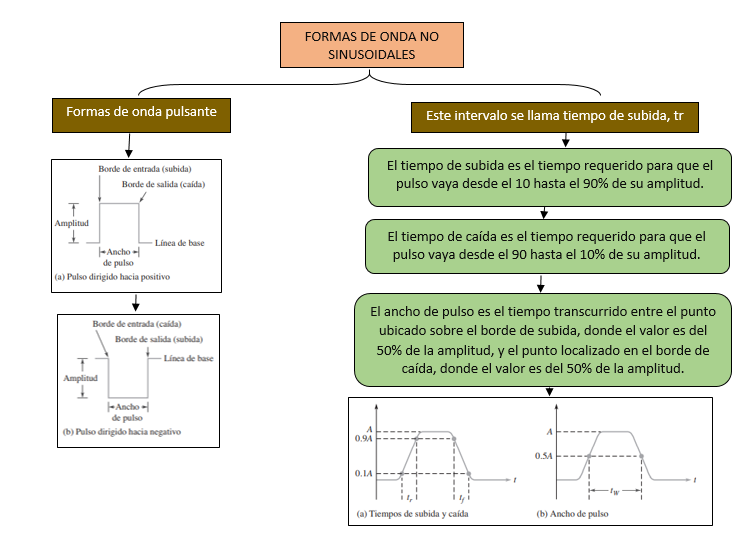 FORMAS DE ONDA NO
SINUSOIDALES
Formas de onda pulsante
Borde de entrada (subida)
Borde de salida (caída)
Amplitud
Línea de base
Ancho
de pulso
(a) Pulso dirigido hacia positivo
Borde de entrada (caída)
Borde de salida (subida)
Línea de base
Amplitud
Ancho
de pulso
(b) Pulso dirigido hacia negativo
Este intervalo se llama tiempo de subida, tr
El tiempo de subida es el tiempo requerido para que el
pulso vaya desde el 10 hasta el 90% de su amplitud.
El tiempo de caída es el tiempo requerido para que el
pulso vaya desde el 90 hasta el 10% de su amplitud.
El ancho de pulso es el tiempo transcurrido entre el punto
ubicado sobre el borde de subida, donde el valor es del
50% de la amplitud, y el punto localizado en el borde de
caída, donde el valor es del 50% de la amplitud.
A
0.9A
0.1A
t
tr
tf
(a) Tiempos de subida y caída
A
0.5A
t
tW
(b) Ancho de pulso